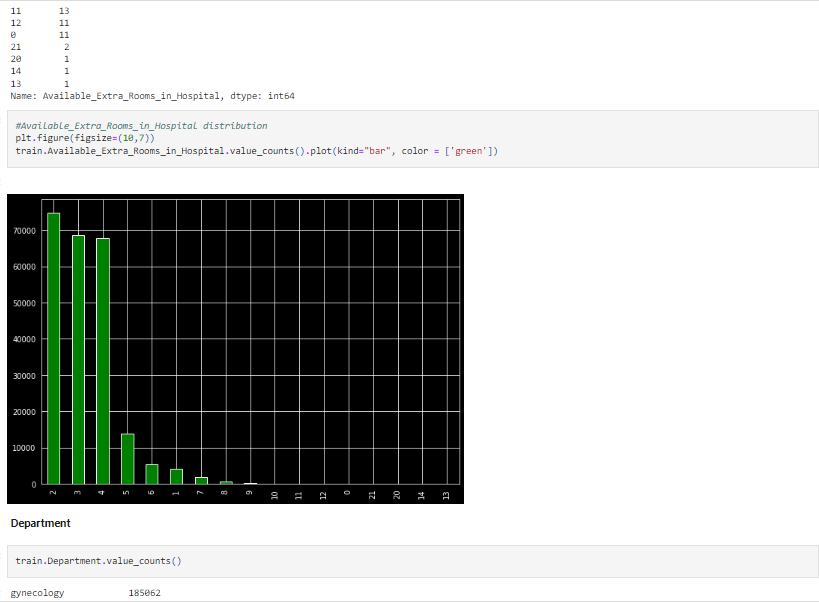 11 13
12 11
0 11
21 2
20 1
14 1
13 1
Name: Available_Extra_Rooms_in_Hospital, dtype: int64
#Available_Extra_Rooms_in_Hospital distribution
plt.figure(figsize=(10,7))
train.Available_Extra_Rooms_in_Hospital.value_counts().plot(kind="bar", color = ['green'])
70000
60000
50000
40000
30000
20000
10000
0
2 3 4 5 6 1 7 8 9 10 11 12 0 21 20 14 13
Department
train.Department.value_counts()
gynecology 185062